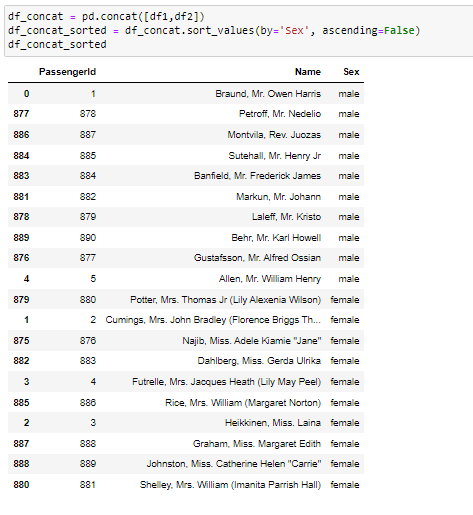 df_concat = pd.concat([df1,df2])
df_concat_sorted = df_concat.sort_values(by='Sex', ascending=False)
df_concat_sorted
PassengerId Name Sex
0 1 Braund, Mr. Owen Harris male
877 878 Petroff, Mr. Nedelio male
886 887 Montvila, Rev. Juozas male
884 885 Sutehall, Mr. Henry Jr male
883 884 Banfield, Mr. Frederick James male
881 882 Markun, Mr. Johann male
878 879 Laleff, Mr. Kristo male
889 890 Behr, Mr. Karl Howell male
876 877 Gustafsson, Mr. Alfred Ossian male
4 5 Allen, Mr. William Henry male
879 880 Potter, Mrs. Thomas Jr (Lily Alexenia Wilson) female
1 2 Cumings, Mrs. John Bradley (Florence Briggs Th... female
875 876 Najib, Miss. Adele Kiamie "Jane" female
882 883 Dahlberg, Miss. Gerda Ulrika female
3 4 Futrelle, Mrs. Jacques Heath (Lily May Peel) female
885 886 Rice, Mrs. William (Margaret Norton) female
2 3 Heikkinen, Miss. Laina female
887 888 Graham, Miss. Margaret Edith female
888 889 Johnston, Miss. Catherine Helen "Carrie" female
880 881 Shelley, Mrs. William (Imanita Parrish Hall) female